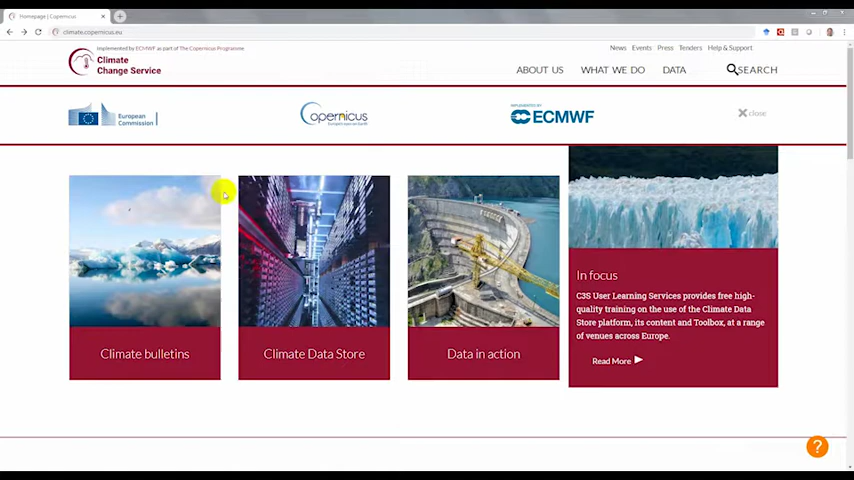 Homepage | Copernicus
climate.copernicus.eu
Implemented by ECMWF as part of The Copernicus Programme
News Events Press Tenders Help & Support
Climate
Change Service
ABOUT US WHAT WE DO DATA SEARCH
European
Commission
Copernicus
IMPLEMENTED BY
ECMWF
close
Climate bulletins
Climate Data Store
Data in action
In focus
C3S User Learning Services provides free high-
quality training on the use of the Climate Data
Store platform, its content and Toolbox, at a range
of venues across Europe.
Read More
?